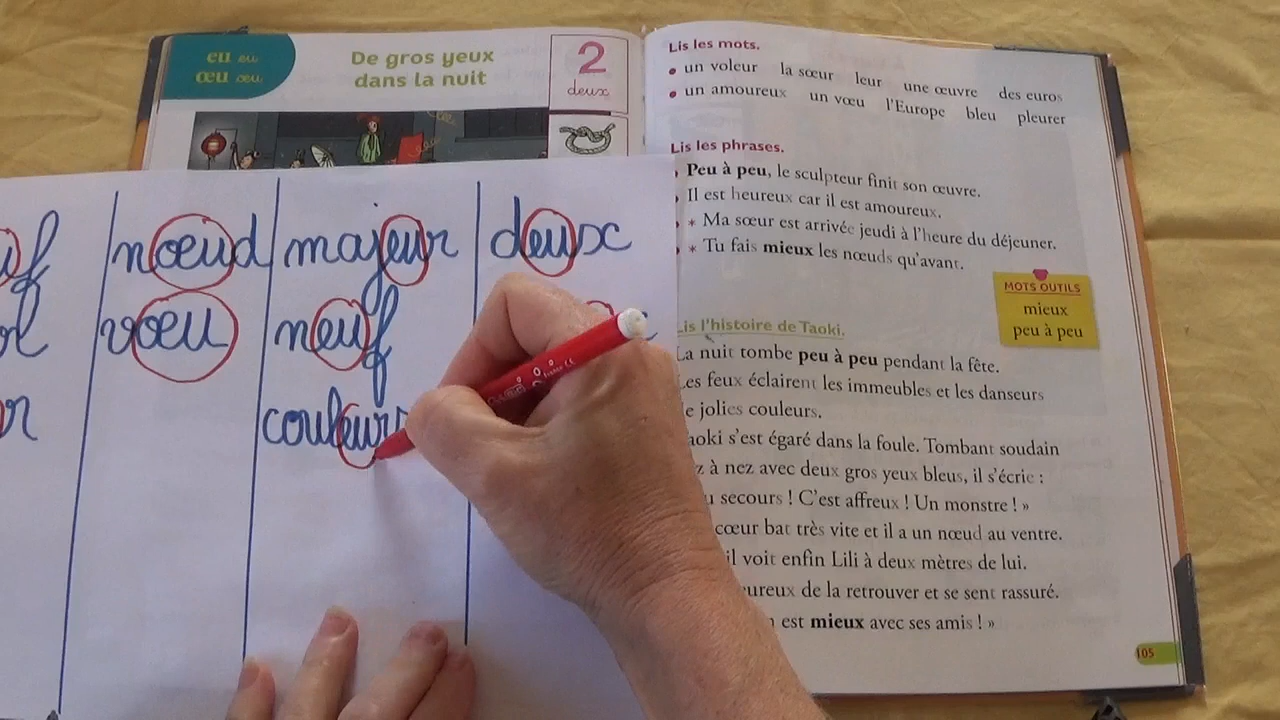 eu eu
œu œu
De gros yeux
dans la nuit
2
deux
nœud majeur deux
vœu neuf
couleurs
Lis les mots.
un voleur la sœur leur une œuvre des euros
un amoureux un vœu l'Europe bleu pleurer
Lis les phrases.
Peu à peu, le sculpteur finit son œuvre.
Il est heureux car il est amoureux.
* Ma sœur est arrivée jeudi à l'heure du déjeuner.
* Tu fais mieux les nœuds qu'avant.
MOTS OUTILS
mieux
peu à peu
Lis l'histoire de Taoki.
La nuit tombe peu à peu pendant la fête.
Les feux éclairent les immeubles et les danseurs
de jolies couleurs.
Taoki s'est égaré dans la foule. Tombant soudain
à nez avec deux gros yeux bleus, il s'écrie :
secours ! C'est affreux ! Un monstre ! »
cœur bat très vite et il a un nœud au ventre.
il voit enfin Lili à deux mètres de lui.
de la retrouver et se sent rassuré.
est mieux avec ses amis ! »
105